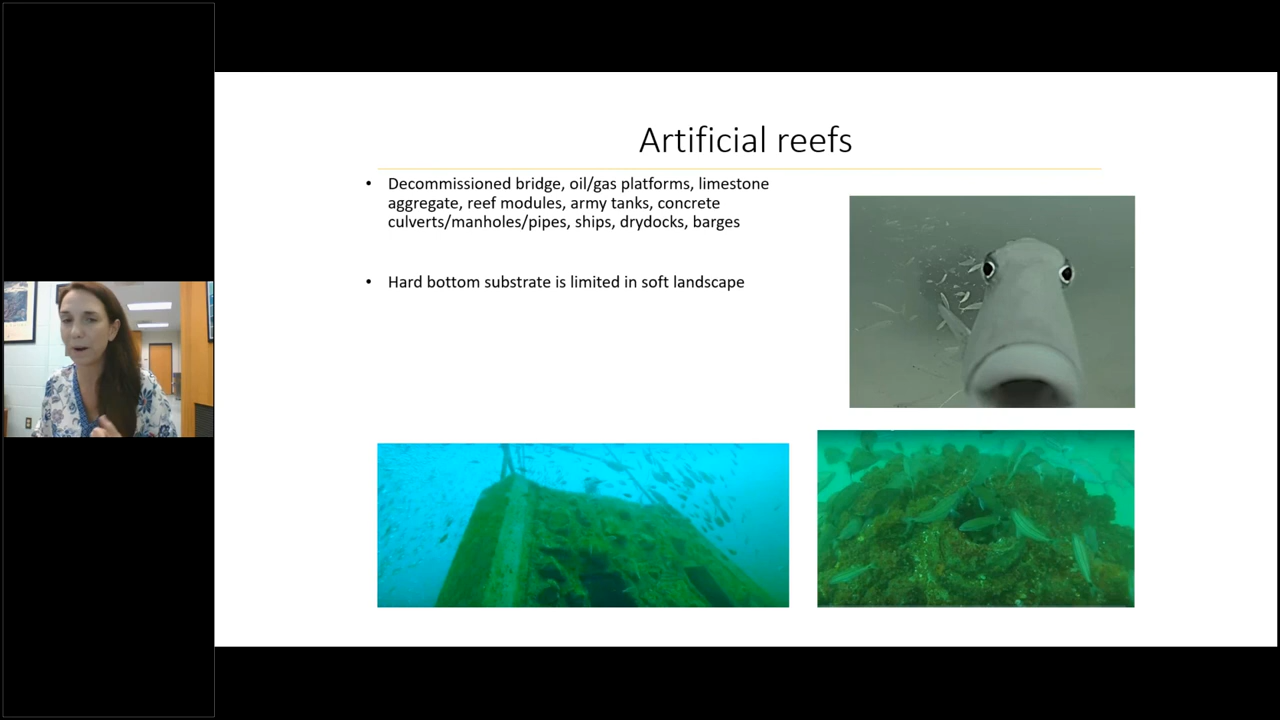 Artificial reefs
• Decommissioned bridge, oil/gas platforms, limestone
aggregate, reef modules, army tanks, concrete
culverts/manholes/pipes, ships, drydocks, barges
• Hard bottom substrate is limited in soft landscape